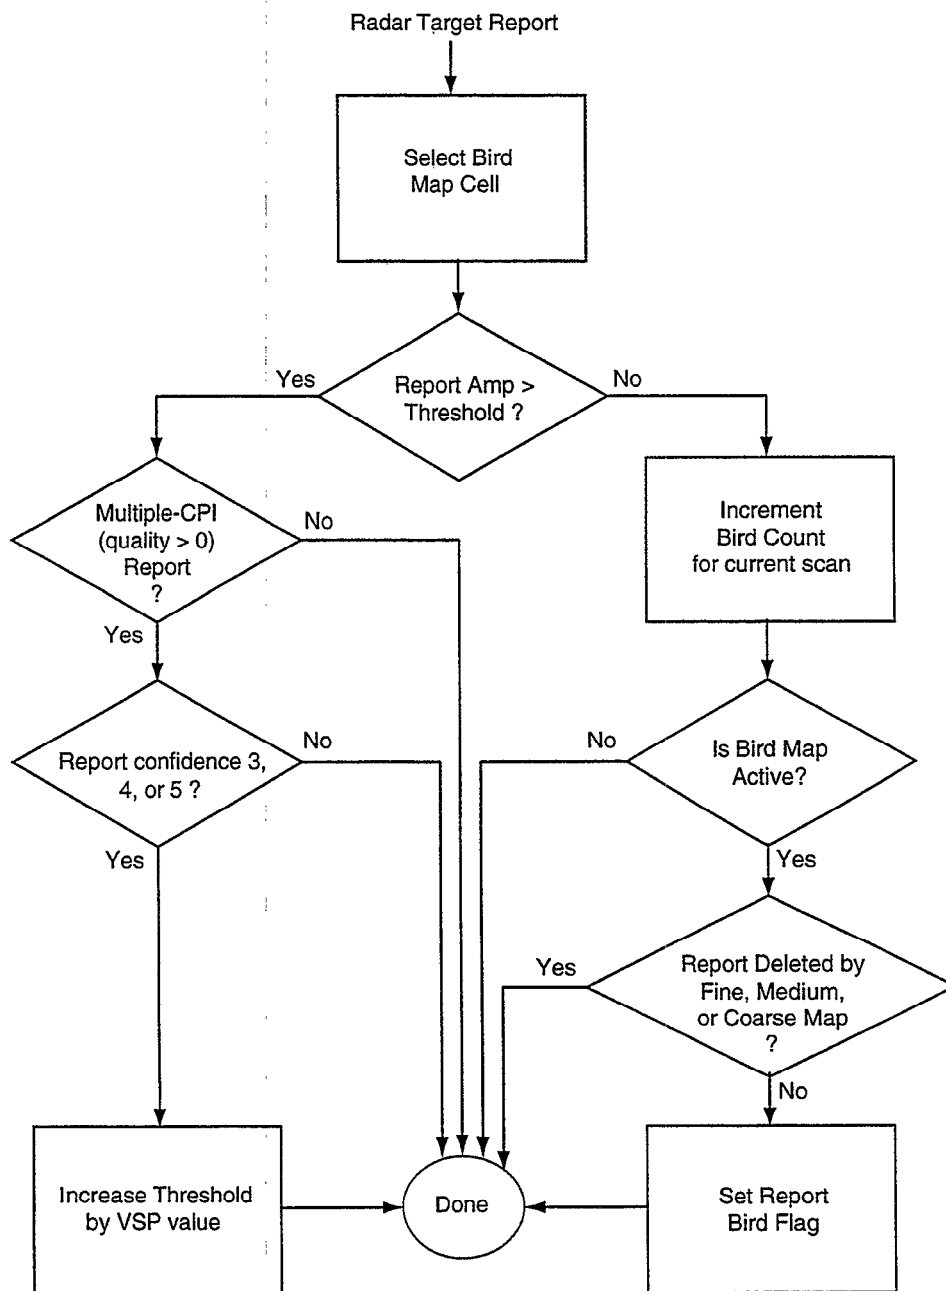 Radar Target Report
Select Bird
Map Cell
Yes
Report Amp >
Threshold ?
No
Multiple-CPI
(quality > 0)
Report
?
No
Increment
Bird Count
for current scan
Yes
Report confidence 3,
4, or 5 ?
No
No
Is Bird Map
Active?
Yes
Yes
Yes
Report Deleted by
Fine, Medium,
or Coarse Map
?
No
Increase Threshold
by VSP value
Done
Set Report
Bird Flag